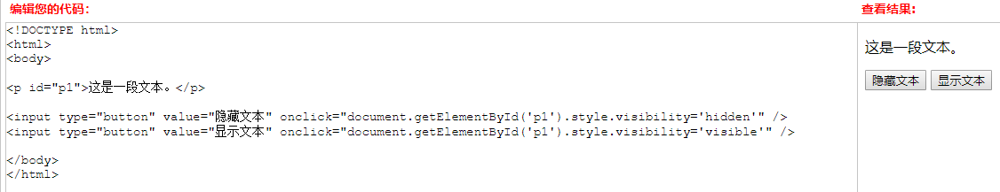 编辑您的代码:
查看结果:
<!DOCTYPE html>
<html>
<body>
<p id="p1">这是一段文本。</p>
<input type="button" value="隐藏文本" onclick="document.getElementById('p1').style.visibility='hidden'" />
<input type="button" value="显示文本" onclick="document.getElementById('p1').style.visibility='visible'" />
</body>
</html>
这是一段文本。
隐藏文本 显示文本